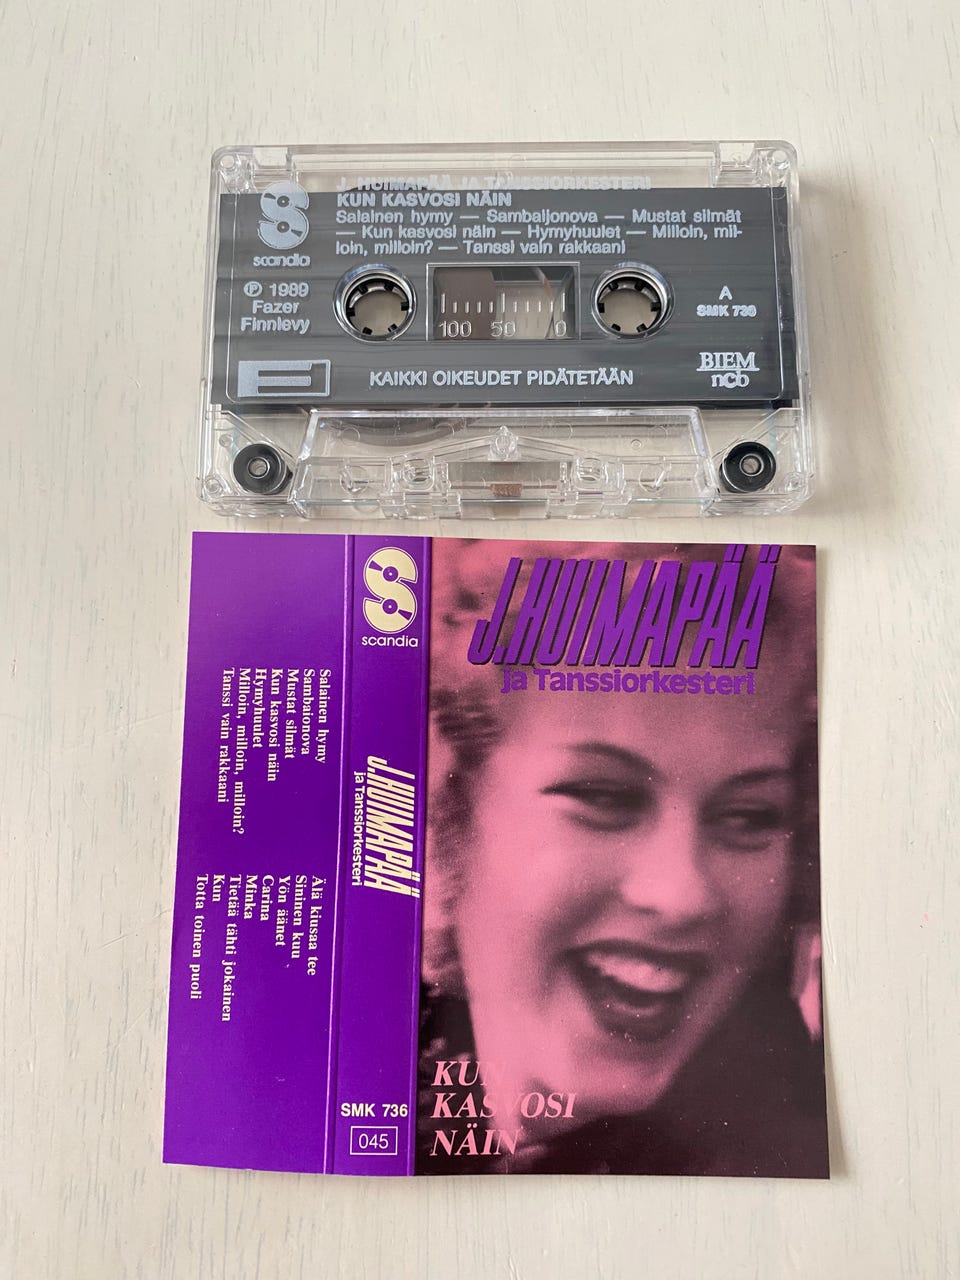 J. HUIMAPÄÄ JA TANSSIORKESTERI
KUN KASVOSI NÄIN
Salainen hymy — Sambaljonova — Mustat silmät
— Kun kasvosi näin — Hymyhuulet — Milloin, mil-
loin, milloin? — Tanssi vain rakkaani
scandia
℗ 1989
Fazer
Finnlevy
100 50 0
A
SMK 736
KAIKKI OIKEUDET PIDÄTETÄÄN
BIEM
ncb
J.HUIMAPÄÄ
ja Tanssiorkesteri
KUN
KASVOSI
NÄIN
scandia
J.HUIMAPÄÄ
ja Tanssiorkesteri
SMK 736
045
Salainen hymy
Sambaionova
Mustat silmät
Kun kasvosi näin
Hymyhuulet
Milloin, milloin, milloin?
Tanssi vain rakkaani
Älä kiusaa tee
Sininen kuu
Yön äänet
Carina
Minka
Tietää tähti jokainen
Kun
Totta toinen puoli